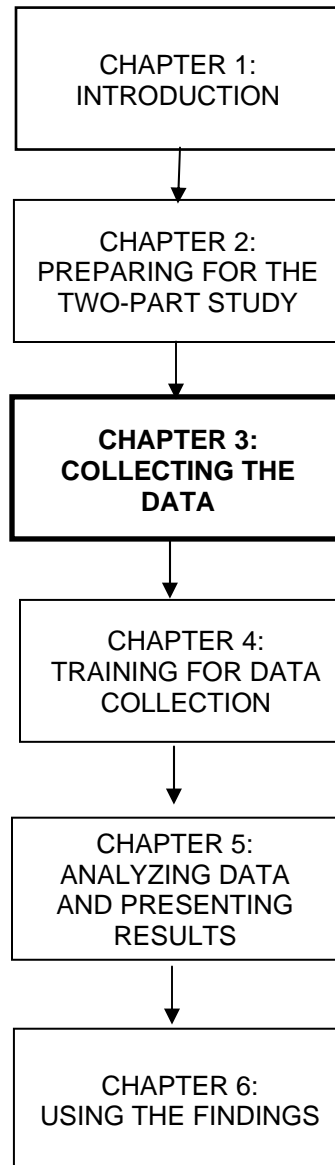 CHAPTER 1:
INTRODUCTION
CHAPTER 2:
PREPARING FOR THE
TWO-PART STUDY
CHAPTER 3:
COLLECTING THE
DATA
CHAPTER 4:
TRAINING FOR DATA
COLLECTION
CHAPTER 5:
ANALYZING DATA
AND PRESENTING
RESULTS
CHAPTER 6:
USING THE FINDINGS